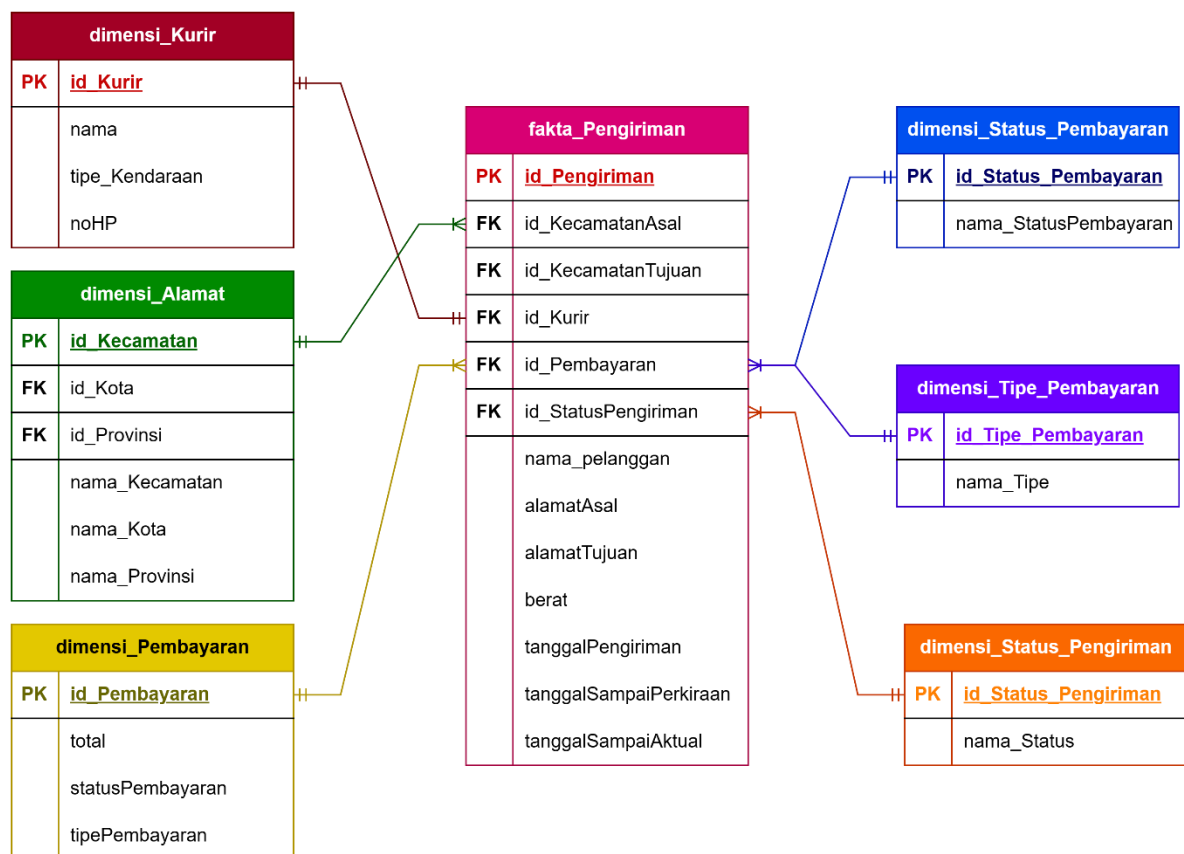 dimensi_Kurir
PK id_Kurir
nama
tipe_Kendaraan
noHP
dimensi_Alamat
PK id_Kecamatan
FK id_Kota
FK id_Provinsi
nama_Kecamatan
nama_Kota
nama_Provinsi
dimensi_Pembayaran
PK id_Pembayaran
total
statusPembayaran
tipePembayaran
fakta_Pengiriman
PK id_Pengiriman
FK id_KecamatanAsal
FK id_KecamatanTujuan
FK id_Kurir
FK id_Pembayaran
FK id_StatusPengiriman
nama_pelanggan
alamatAsal
alamatTujuan
berat
tanggalPengiriman
tanggalSampaiPerkiraan
tanggalSampaiAktual
dimensi_Status_Pembayaran
PK id_Status_Pembayaran
nama_StatusPembayaran
dimensi_Tipe_Pembayaran
PK id_Tipe_Pembayaran
nama_Tipe
dimensi_Status_Pengiriman
PK id_Status_Pengiriman
nama_Status